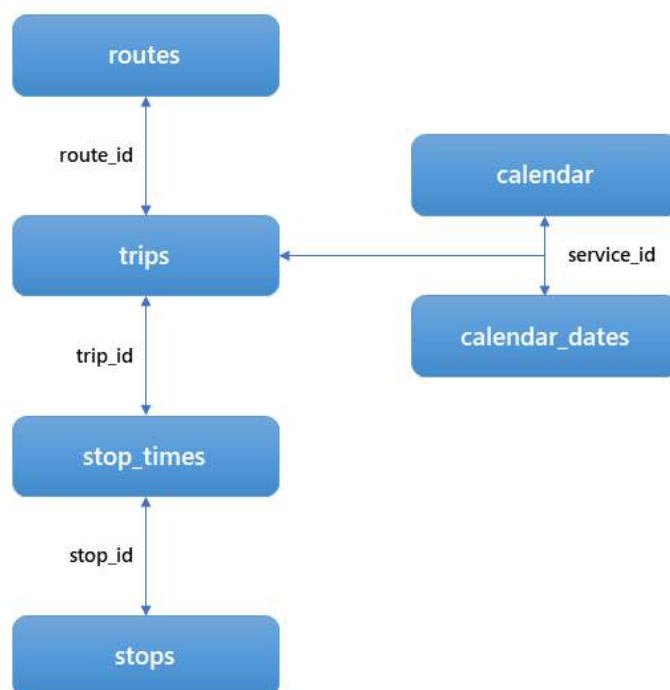 routes
route_id
calendar
trips
service_id
calendar_dates
trip_id
stop_times
stop_id
stops